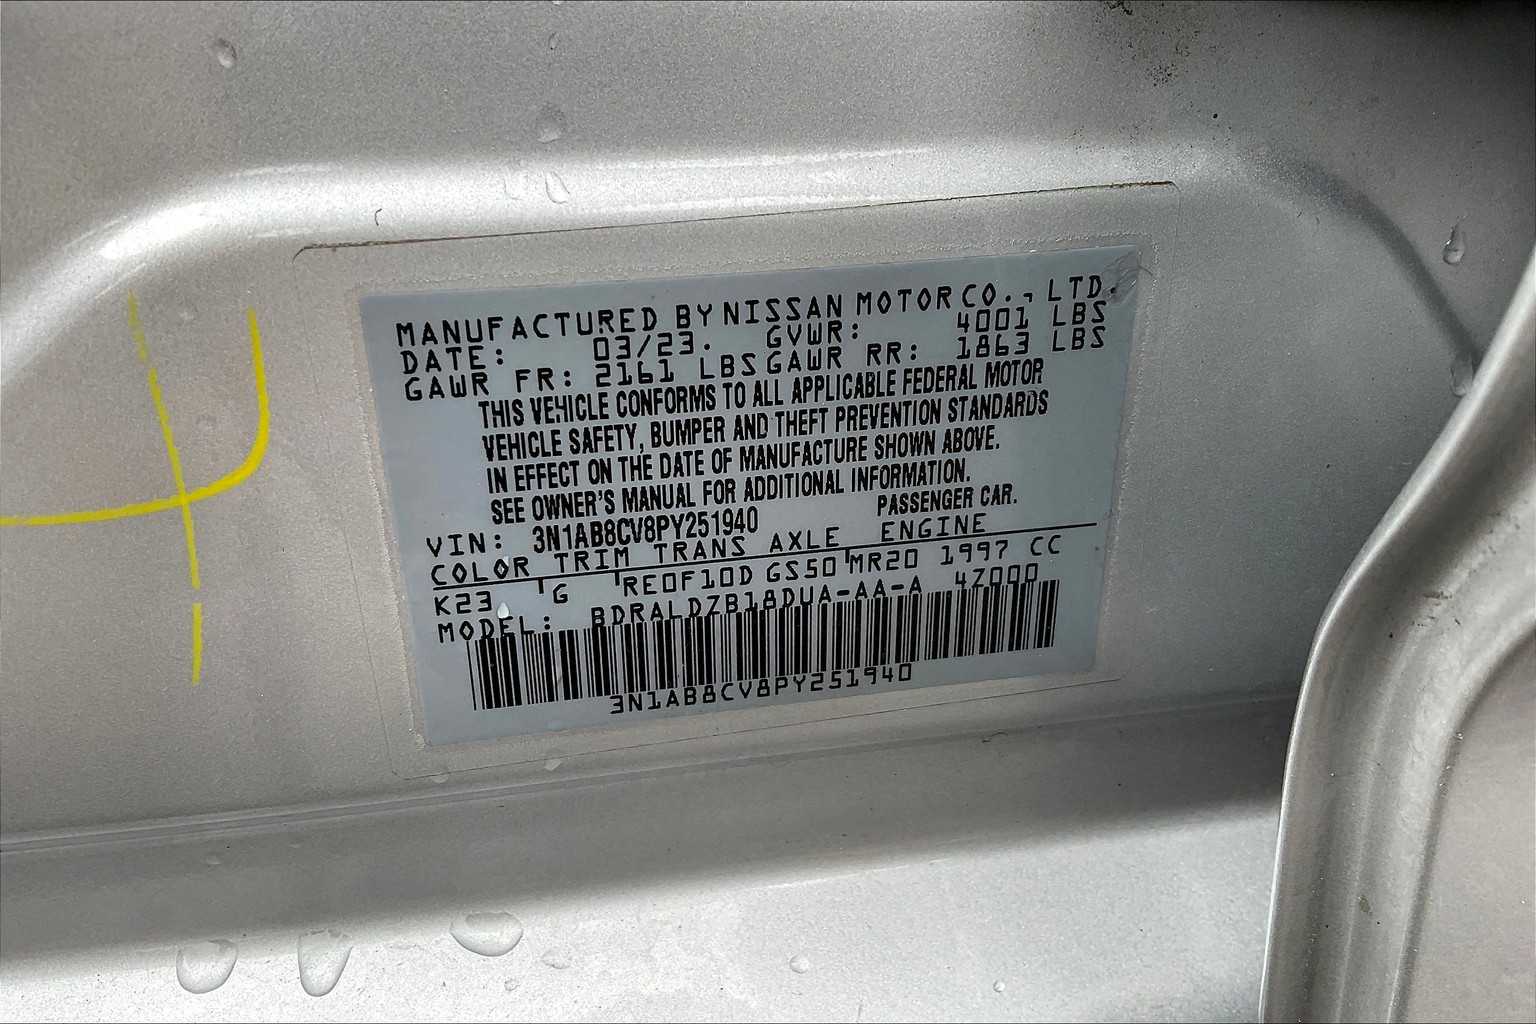 MANUFACTURED BY NISSAN MOTOR CO., LTD.
DATE: 03/23. GVWR: 4001 LBS
GAWR FR: 2161 LBS GAWR RR: 1863 LBS
THIS VEHICLE CONFORMS TO ALL APPLICABLE FEDERAL MOTOR
VEHICLE SAFETY, BUMPER AND THEFT PREVENTION STANDARDS
IN EFFECT ON THE DATE OF MANUFACTURE SHOWN ABOVE.
SEE OWNER'S MANUAL FOR ADDITIONAL INFORMATION.
VIN: 3N1AB8CV8PY251940 PASSENGER CAR.
COLOR TRIM TRANS AXLE ENGINE
K23 G RE0F10D GS50 MR20 1997 CC
MODEL: BDRALDZB18DUA-AA-A 4Z000
3N1AB8CV8PY251940